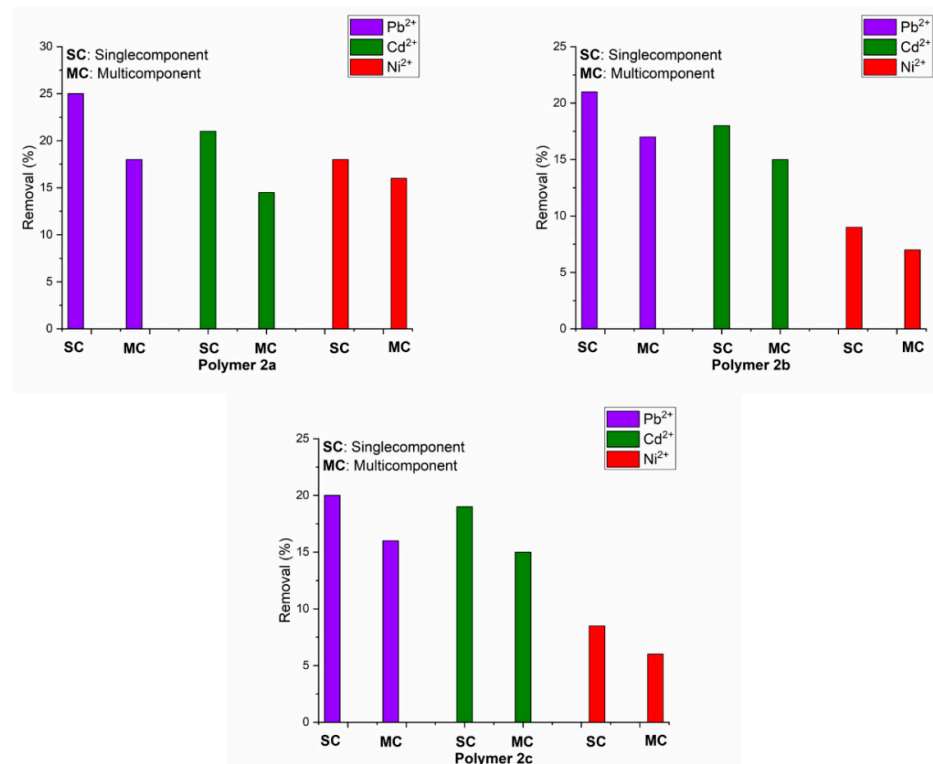 Pb²⁺
Cd²⁺
Ni²⁺
SC: Singlecomponent
MC: Multicomponent
Removal (%)
30
25
20
15
10
5
0
SC MC SC MC SC MC
Polymer 2a
Pb²⁺
Cd²⁺
Ni²⁺
SC: Singlecomponent
MC: Multicomponent
Removal (%)
25
20
15
10
5
0
SC MC SC MC SC MC
Polymer 2b
Pb²⁺
Cd²⁺
Ni²⁺
SC: Singlecomponent
MC: Multicomponent
Removal (%)
25
20
15
10
5
0
SC MC SC MC SC MC
Polymer 2c